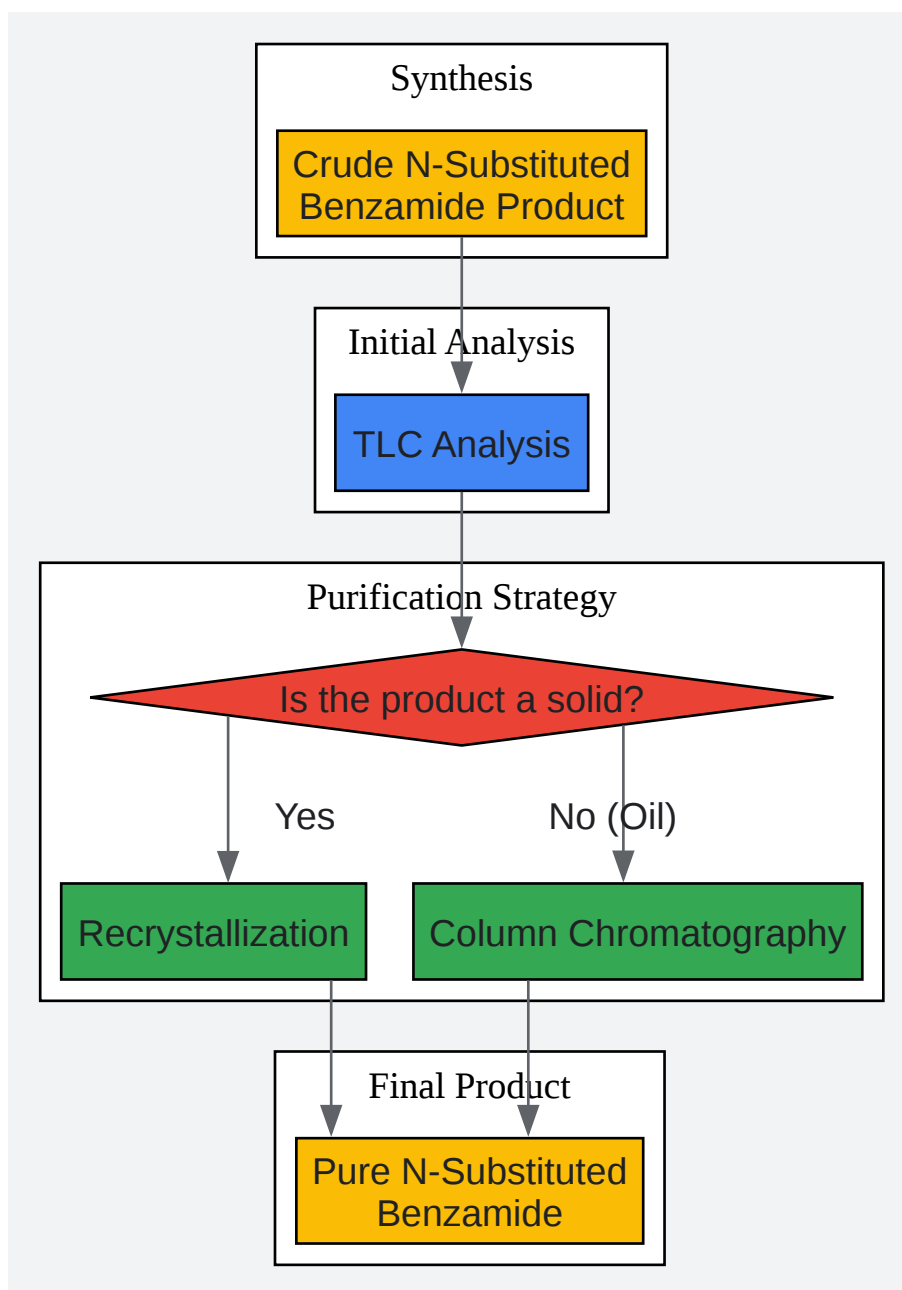 Synthesis
Crude N-Substituted
Benzamide Product
Initial Analysis
TLC Analysis
Purification Strategy
Is the product a solid?
Yes
No (Oil)
Recrystallization
Column Chromatography
Final Product
Pure N-Substituted
Benzamide